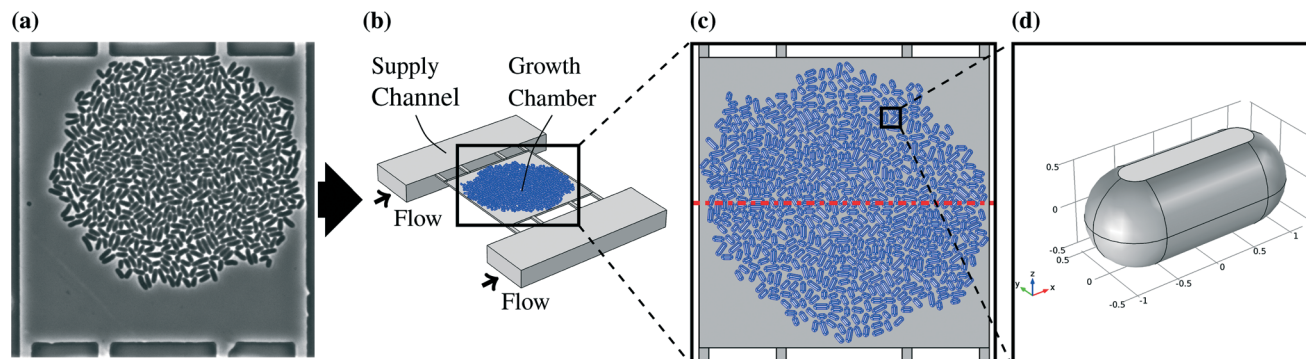 (a)
(b)
(c)
(d)
Supply
Channel
Growth
Chamber
Flow
Flow
0.5
0
-0.5
0.5
0
-0.5
-1
-0.5
0
0.5
1
z
y
x